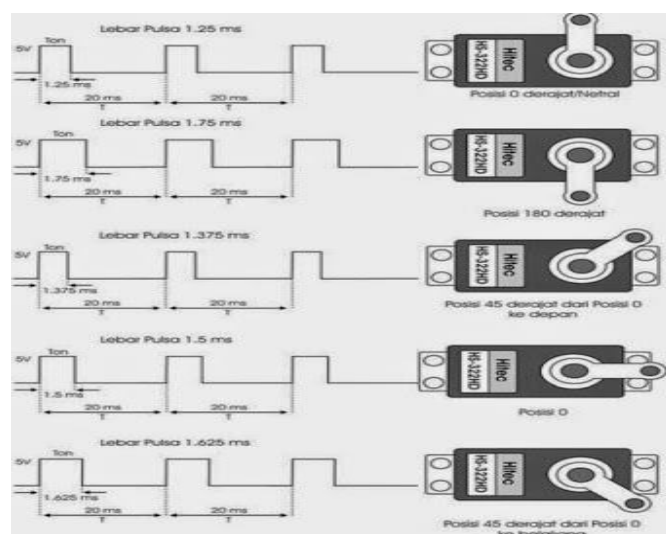 Lebar Pulsa 1.25 ms
Ton
5V
1.25 ms
20 ms
20 ms
T
T
Hitec
HS-322HD
Posisi 0 derajat/Netral
Lebar Pulsa 1.75 ms
Ton
5V
1.75 ms
20 ms
20 ms
T
T
Hitec
HS-322HD
Posisi 180 derajat
Lebar Pulsa 1.375 ms
Ton
5V
1.375 ms
20 ms
20 ms
T
T
Hitec
HS-322HD
Posisi 45 derajat dari Posisi 0
ke depan
Lebar Pulsa 1.5 ms
Ton
5V
1.5 ms
20 ms
20 ms
T
T
Hitec
HS-322HD
Posisi 0
Lebar Pulsa 1.625 ms
Ton
5V
1.625 ms
20 ms
20 ms
T
T
Hitec
HS-322HD
Posisi 45 derajat dari Posisi 0
ke